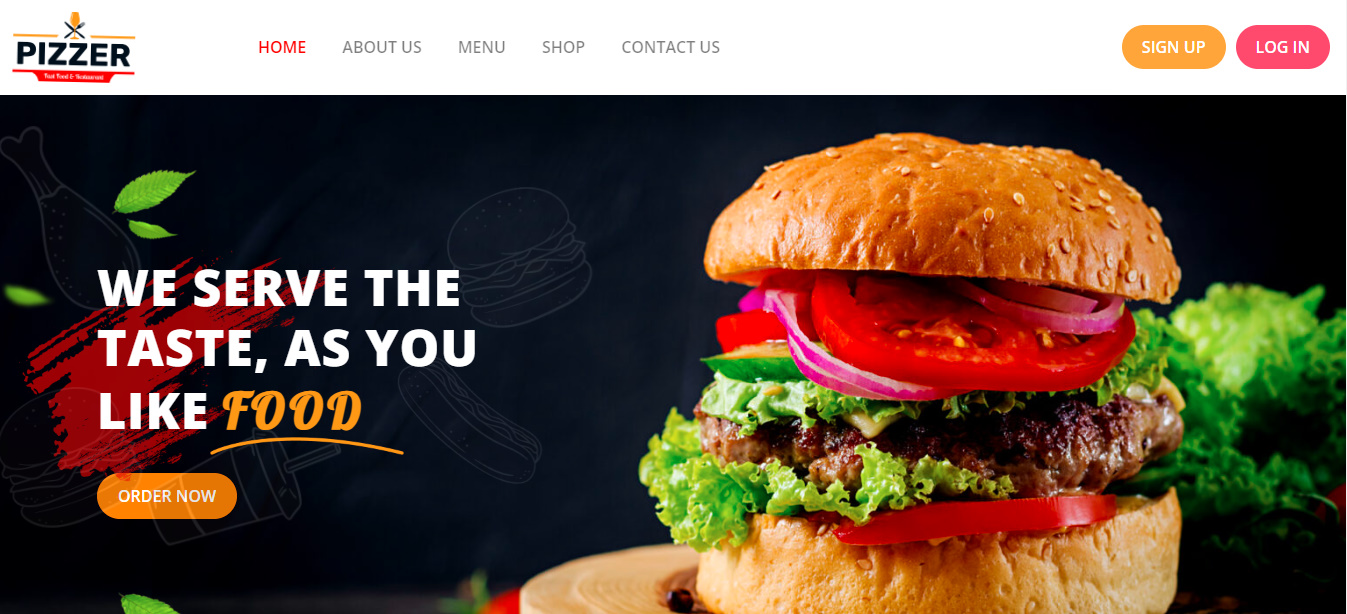 PIZZER
Fast Food & Restaurant
HOME ABOUT US MENU SHOP CONTACT US
SIGN UP LOG IN
WE SERVE THE
TASTE, AS YOU
LIKE FOOD
ORDER NOW